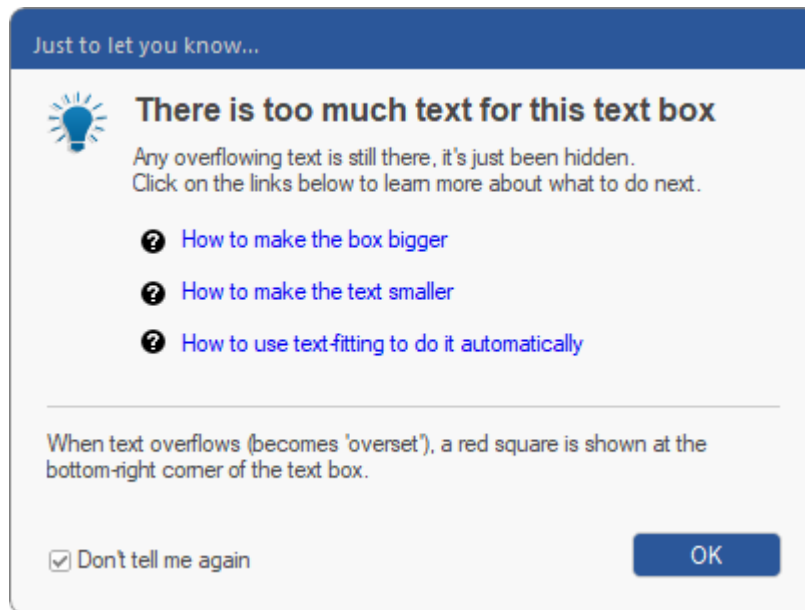 Just to let you know...
There is too much text for this text box
Any overflowing text is still there, it's just been hidden.
Click on the links below to learn more about what to do next.
How to make the box bigger
How to make the text smaller
How to use text-fitting to do it automatically
When text overflows (becomes 'overset'), a red square is shown at the
bottom-right corner of the text box.
Don't tell me again
OK